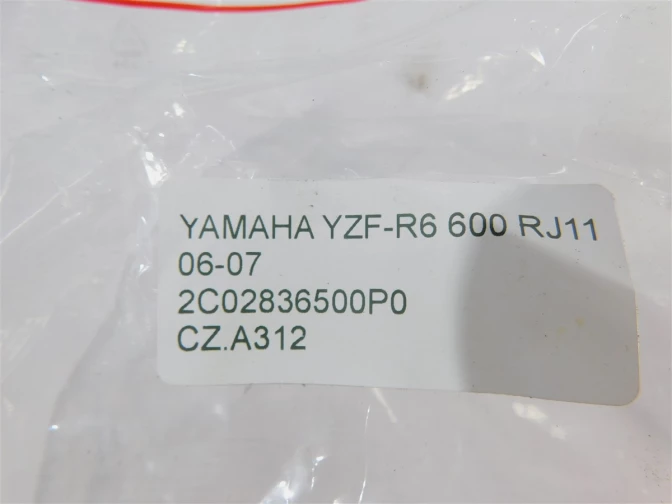 YAMAHA YZF-R6 600 RJ11
06-07
2C02836500P0
CZ.A312